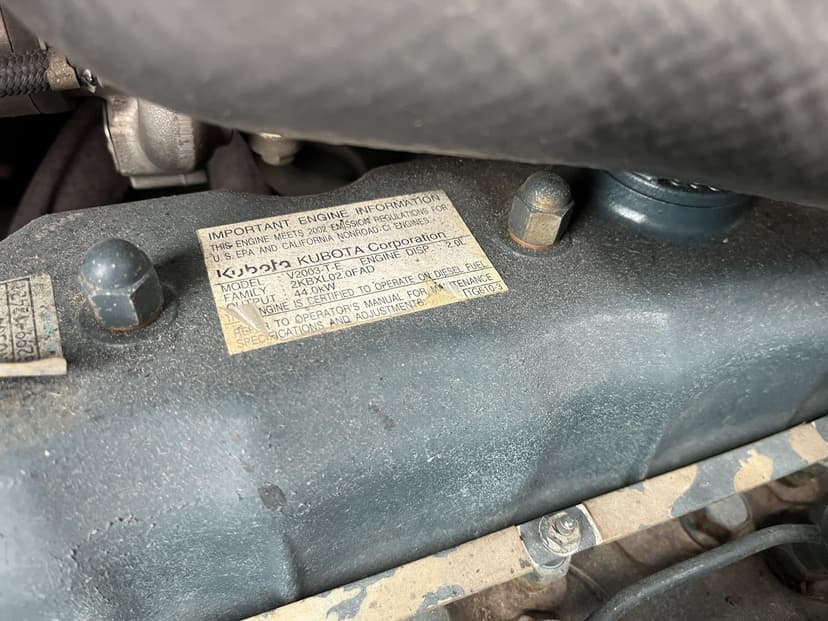 IMPORTANT ENGINE INFORMATION
THIS ENGINE MEETS 2002 EMISSION REGULATIONS FOR
U.S. EPA AND CALIFORNIA NONROAD CI ENGINES.
Kubota KUBOTA Corporation
MODEL V2003-T-E ENGINE DISP. 2.0L
FAMILY 2KBXL02.0FAD
OUTPUT 44.0kW
ENGINE IS CERTIFIED TO OPERATE ON DIESEL FUEL
TO OPERATOR'S MANUAL FOR
SPECIFICATIONS AND ADJUSTMENTS